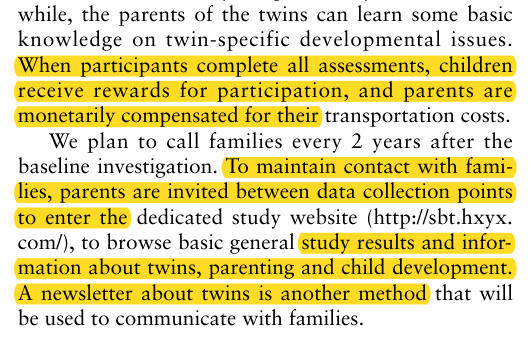 while, the parents of the twins can learn some basic
knowledge on twin-specific developmental issues.
When participants complete all assessments, children
receive rewards for participation, and parents are
monetarily compensated for their transportation costs.
We plan to call families every 2 years after the
baseline investigation. To maintain contact with fami-
lies, parents are invited between data collection points
to enter the dedicated study website (http://sbt.hxyx.
com/), to browse basic general study results and infor-
mation about twins, parenting and child development.
A newsletter about twins is another method that will
be used to communicate with families.